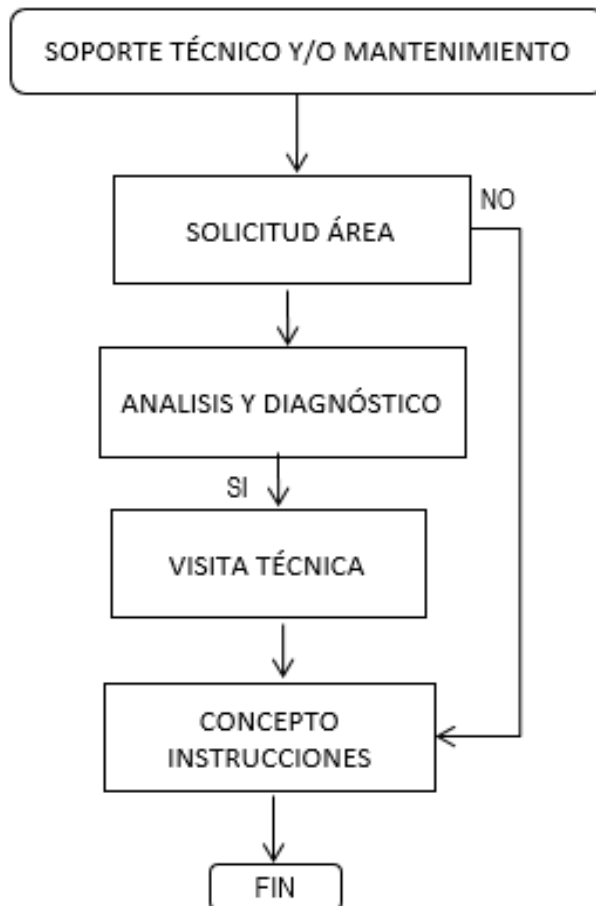 SOPORTE TÉCNICO Y/O MANTENIMIENTO
NO
SOLICITUD ÁREA
ANALISIS Y DIAGNÓSTICO
SI
VISITA TÉCNICA
CONCEPTO
INSTRUCCIONES
FIN